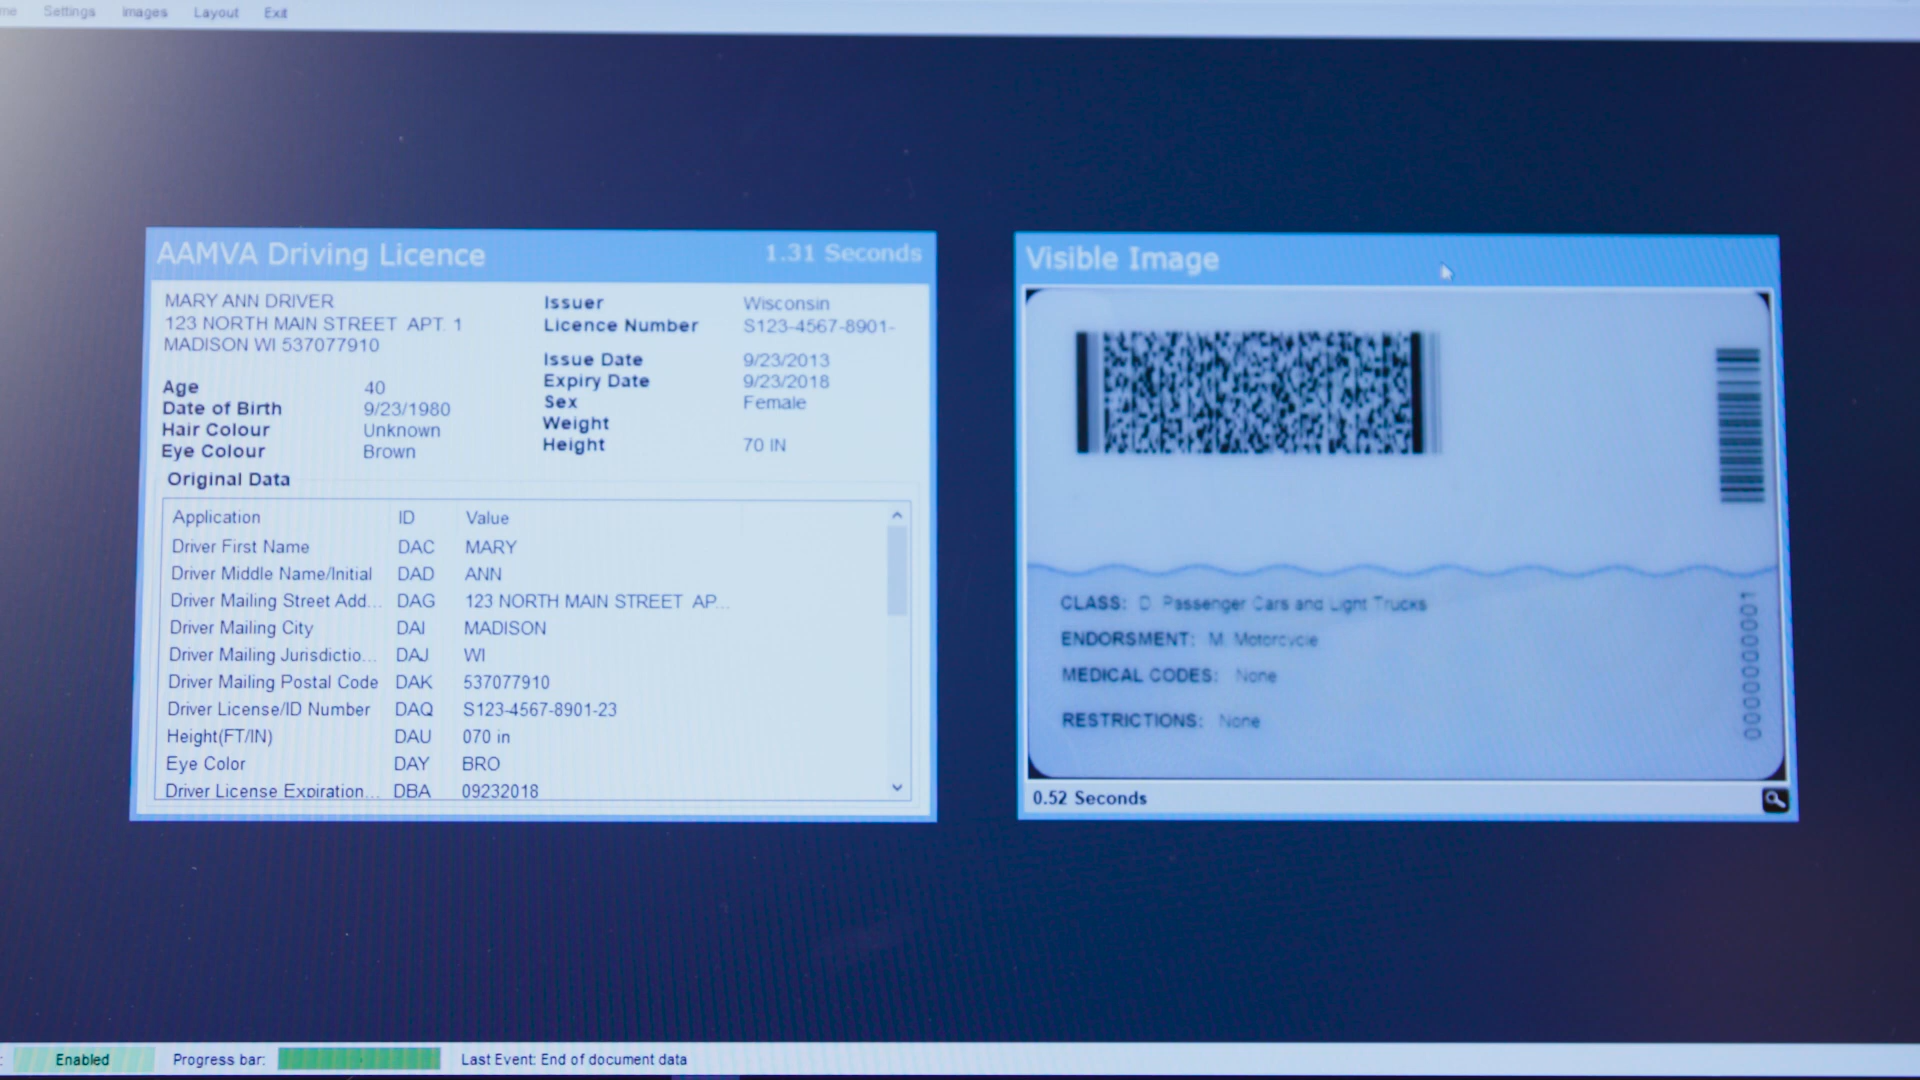 Settings Images Layout Exit
AAMVA Driving Licence 1.31 Seconds
MARY ANN DRIVER
123 NORTH MAIN STREET APT. 1
MADISON WI 537077910
Age 40
Date of Birth 9/23/1980
Hair Colour Unknown
Eye Colour Brown
Issuer Wisconsin
Licence Number S123-4567-8901-
Issue Date 9/23/2013
Expiry Date 9/23/2018
Sex Female
Weight
Height 70 IN
Original Data
Application ID Value
Driver First Name DAC MARY
Driver Middle Name/Initial DAD ANN
Driver Mailing Street Add... DAG 123 NORTH MAIN STREET AP...
Driver Mailing City DAI MADISON
Driver Mailing Jurisdictio... DAJ WI
Driver Mailing Postal Code DAK 537077910
Driver License/ID Number DAQ S123-4567-8901-23
Height(FT/IN) DAU 070 in
Eye Color DAY BRO
Driver License Expiration... DBA 09232018
Visible Image
CLASS: D. Passenger Cars and Light Trucks
ENDORSMENT: M. Motorcycle
MEDICAL CODES: None
RESTRICTIONS: None
0.52 Seconds
Enabled Progress bar: Last Event: End of document data